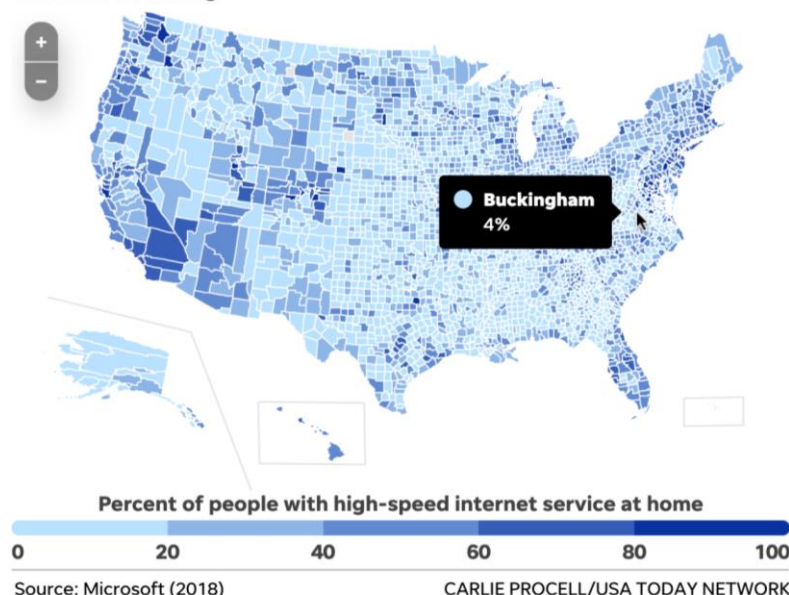 +
−
Buckingham
4%
Percent of people with high-speed internet service at home
0 20 40 60 80 100
Source: Microsoft (2018) CARLIE PROCELL/USA TODAY NETWORK